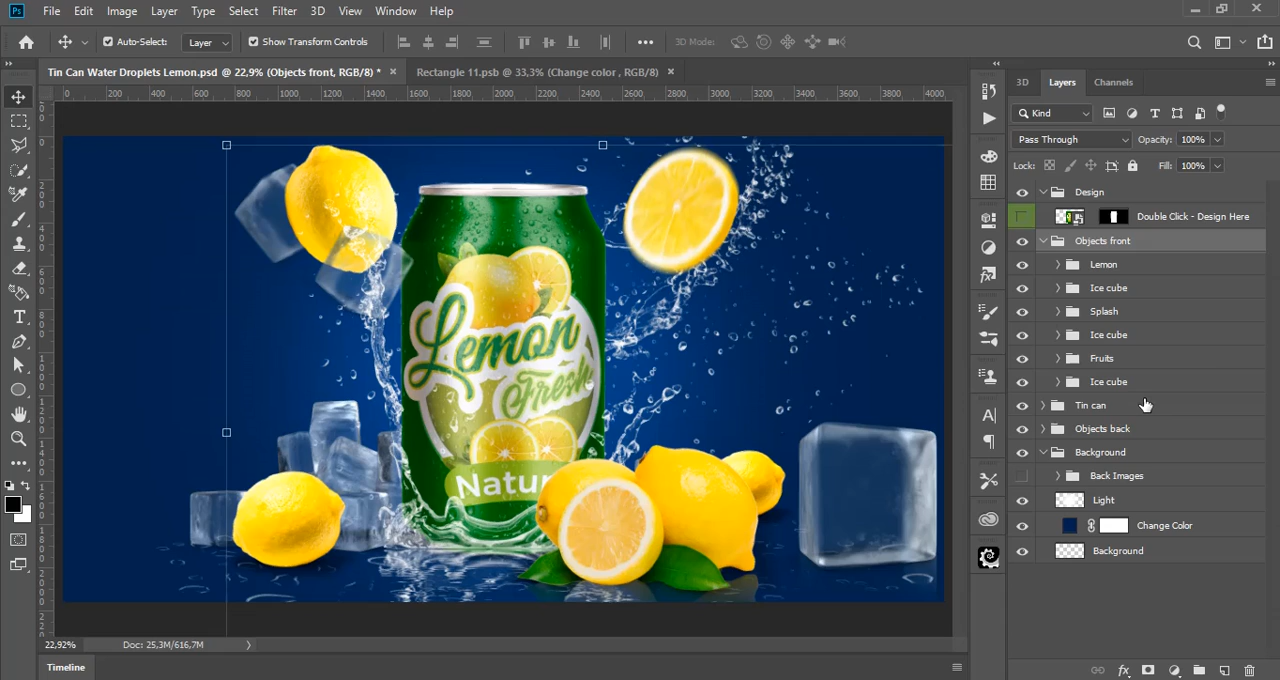 Ps File Edit Image Layer Type Select Filter 3D View Window Help
Auto-Select: Layer Show Transform Controls 3D Mode:
Tin Can Water Droplets Lemon.psd @ 22,9% (Objects front, RGB/8) * × Rectangle 11.psb @ 33,3% (Change color , RGB/8) ×
0 200 400 600 800 1000 1200 1400 1600 1800 2000 2200 2400 2600 2800 3000 3200 3400 3600 3800 4000
3D Layers Channels
Kind
Pass Through Opacity: 100%
Lock: Fill: 100%
Design
Double Click - Design Here
Objects front
Lemon
Ice cube
Splash
Ice cube
Fruits
Ice cube
Tin can
Objects back
Background
Back Images
Light
Change Color
Background
Lemon
Fresh
Natur
22,92% Doc: 25,3M/616,7M
Timeline
fx